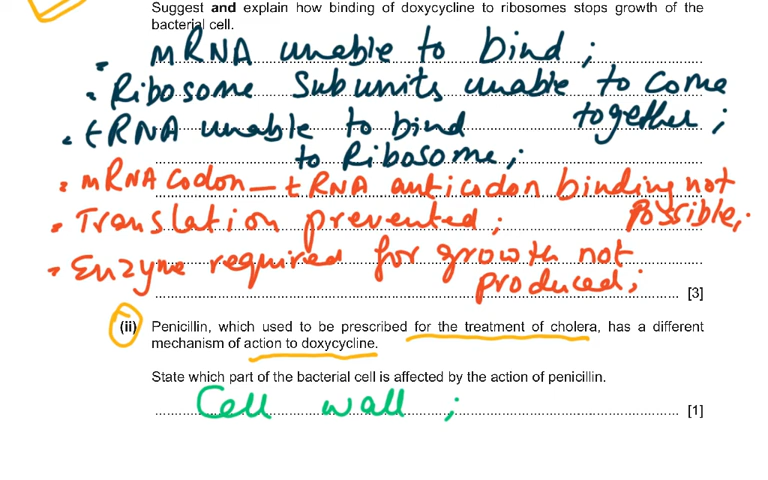 Suggest and explain how binding of doxycycline to ribosomes stops growth of the
bacterial cell.
• mRNA unable to bind ;
• Ribosome Subunits unable to come
together ;
• tRNA unable to bind
to Ribosome ;
• mRNA Codon – tRNA anticodon binding not
Possible,.
• Translation prevented ;
• Enzyme required for growth not
produced ;
[3]
(ii) Penicillin, which used to be prescribed for the treatment of cholera, has a different
mechanism of action to doxycycline.
State which part of the bacterial cell is affected by the action of penicillin.
Cell wall ; [1]